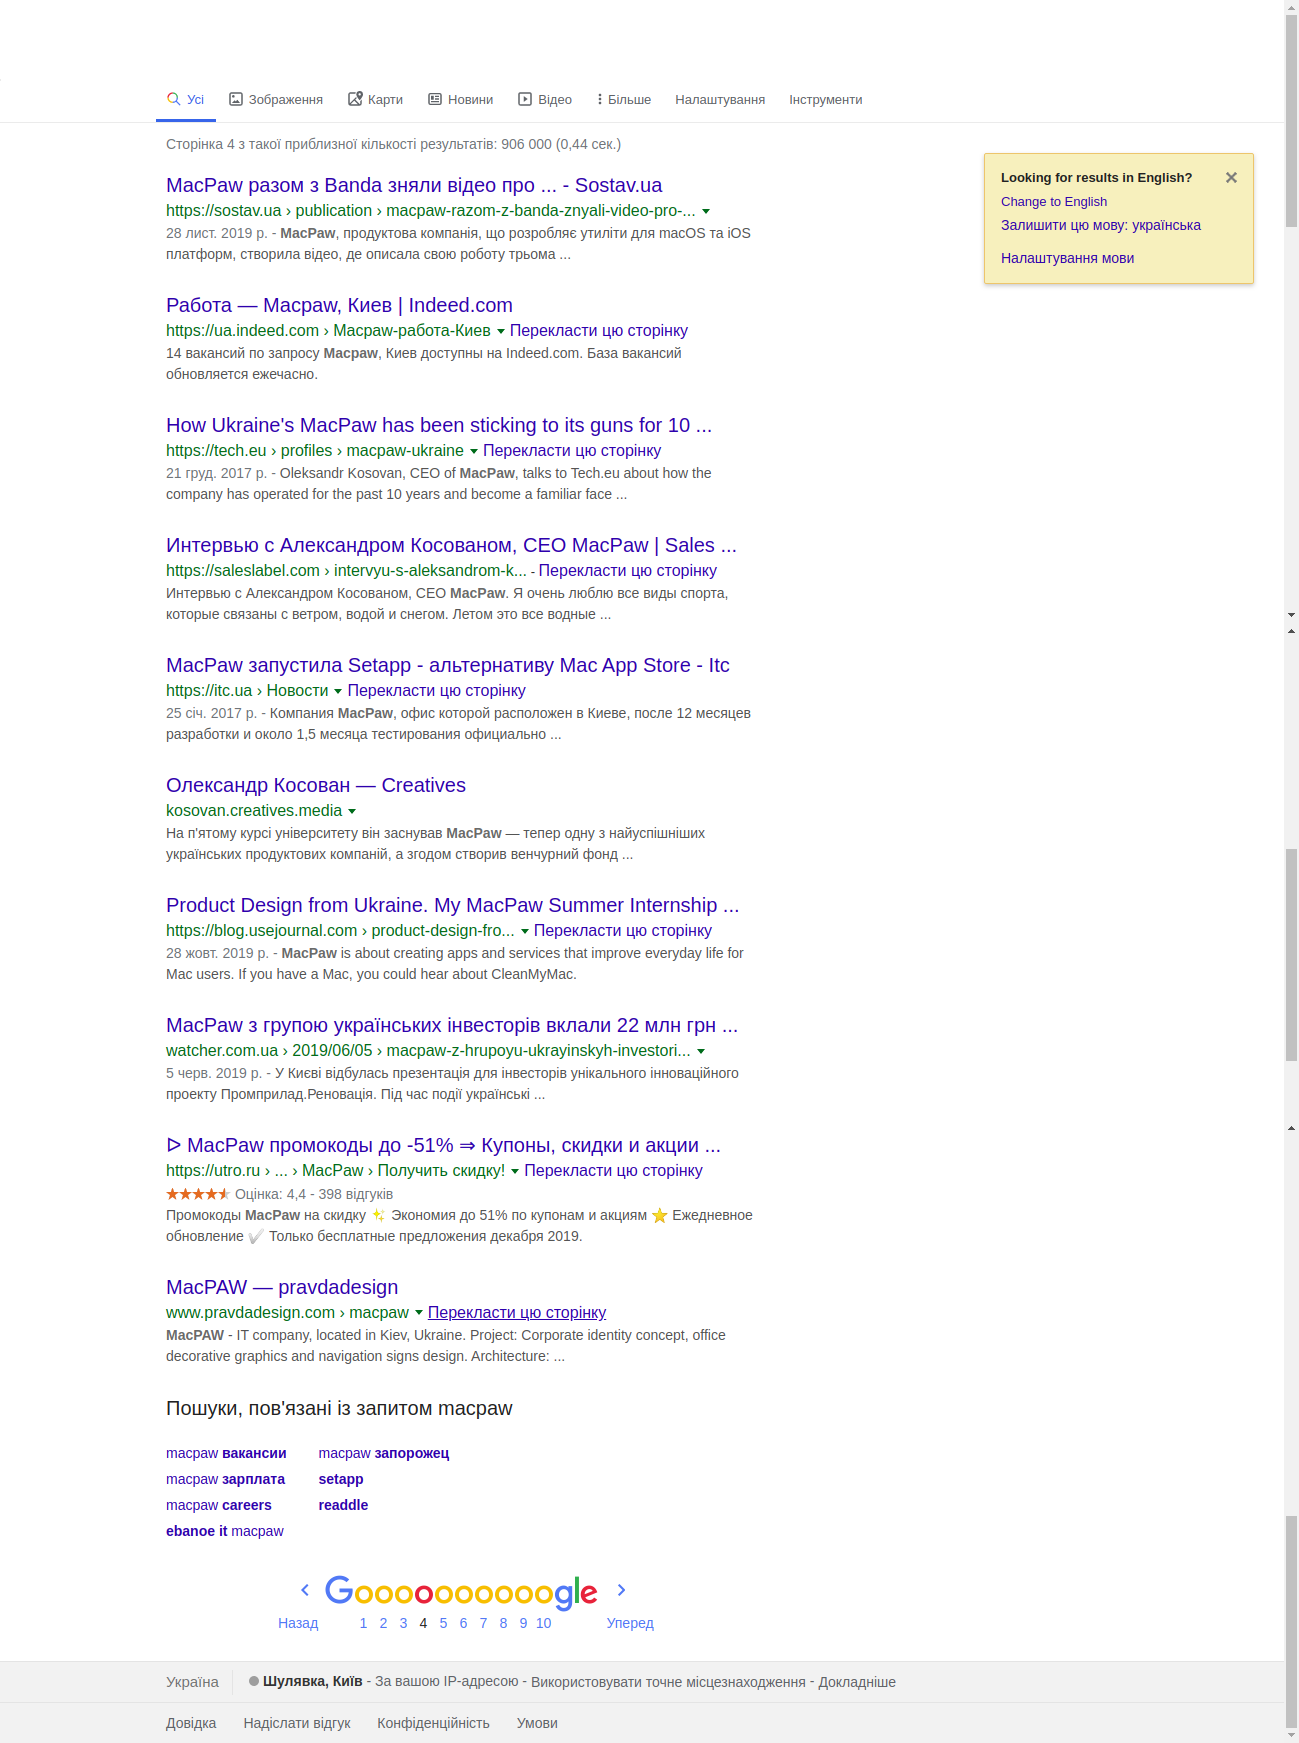 Усі Зображення Карти Новини Відео Більше Налаштування Інструменти
Сторінка 4 з такої приблизної кількості результатів: 906 000 (0,44 сек.)
Looking for results in English?
Change to English
Залишити цю мову: українська
Налаштування мови
MacPaw разом з Banda зняли відео про ... - Sostav.ua
https://sostav.ua › publication › macpaw-razom-z-banda-znyali-video-pro-...
28 лист. 2019 р. - MacPaw, продуктова компанія, що розробляє утиліти для macOS та iOS
платформ, створила відео, де описала свою роботу трьома ...
Работа — Macpaw, Киев | Indeed.com
https://ua.indeed.com › Macpaw-работа-Киев Перекласти цю сторінку
14 вакансий по запросу Macpaw, Киев доступны на Indeed.com. База вакансий
обновляется ежечасно.
How Ukraine's MacPaw has been sticking to its guns for 10 ...
https://tech.eu › profiles › macpaw-ukraine Перекласти цю сторінку
21 груд. 2017 р. - Oleksandr Kosovan, CEO of MacPaw, talks to Tech.eu about how the
company has operated for the past 10 years and become a familiar face ...
Интервью с Александром Косованом, CEO MacPaw | Sales ...
https://saleslabel.com › intervyu-s-aleksandrom-k... - Перекласти цю сторінку
Интервью с Александром Косованом, CEO MacPaw. Я очень люблю все виды спорта,
которые связаны с ветром, водой и снегом. Летом это все водные ...
MacPaw запустила Setapp - альтернативу Mac App Store - Itc
https://itc.ua › Новости Перекласти цю сторінку
25 січ. 2017 р. - Компания MacPaw, офис которой расположен в Киеве, после 12 месяцев
разработки и около 1,5 месяца тестирования официально ...
Олександр Косован — Creatives
kosovan.creatives.media
На п'ятому курсі університету він заснував MacPaw — тепер одну з найуспішніших
українських продуктових компаній, а згодом створив венчурний фонд ...
Product Design from Ukraine. My MacPaw Summer Internship ...
https://blog.usejournal.com › product-design-fro... Перекласти цю сторінку
28 жовт. 2019 р. - MacPaw is about creating apps and services that improve everyday life for
Mac users. If you have a Mac, you could hear about CleanMyMac.
MacPaw з групою українських інвесторів вклали 22 млн грн ...
watcher.com.ua › 2019/06/05 › macpaw-z-hrupoyu-ukrayinskyh-investori...
5 черв. 2019 р. - У Києві відбулась презентація для інвесторів унікального інноваційного
проекту Промприлад.Реновація. Під час події українські ...
ᐅ MacPaw промокоды до -51% ⇒ Купоны, скидки и акции ...
https://utro.ru › ... › MacPaw › Получить скидку! Перекласти цю сторінку
Оцінка: 4,4 - 398 відгуків
Промокоды MacPaw на скидку ✨ Экономия до 51% по купонам и акциям ⭐ Ежедневное
обновление ✅ Только бесплатные предложения декабря 2019.
MacPAW — pravdadesign
www.pravdadesign.com › macpaw Перекласти цю сторінку
MacPAW - IT company, located in Kiev, Ukraine. Project: Corporate identity concept, office
decorative graphics and navigation signs design. Architecture: ...
Пошуки, пов'язані із запитом macpaw
macpaw вакансии macpaw запорожец
macpaw зарплата setapp
macpaw careers readdle
ebanoe it macpaw
Goooooooooogle
Назад 1 2 3 4 5 6 7 8 9 10 Уперед
Україна Шулявка, Київ - За вашою IP-адресою - Використовувати точне місцезнаходження - Докладніше
Довідка Надіслати відгук Конфіденційність Умови